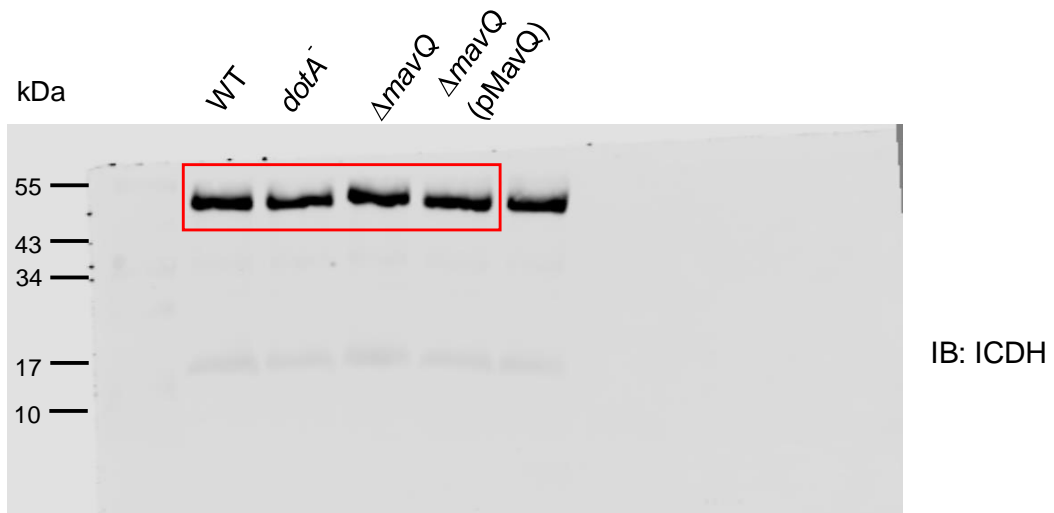 kDa
WT
dotA-
ΔmavQ
ΔmavQ
(pMavQ)
55
43
34
17
10
IB: ICDH